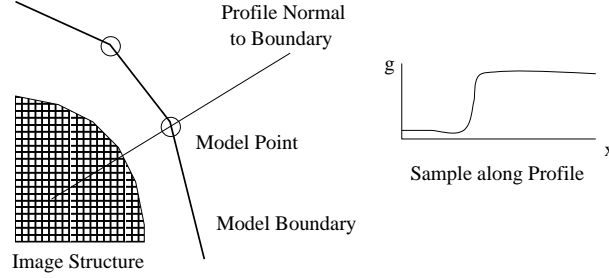 Profile Normal
to Boundary
Model Point
Model Boundary
Image Structure
g
x
Sample along Profile